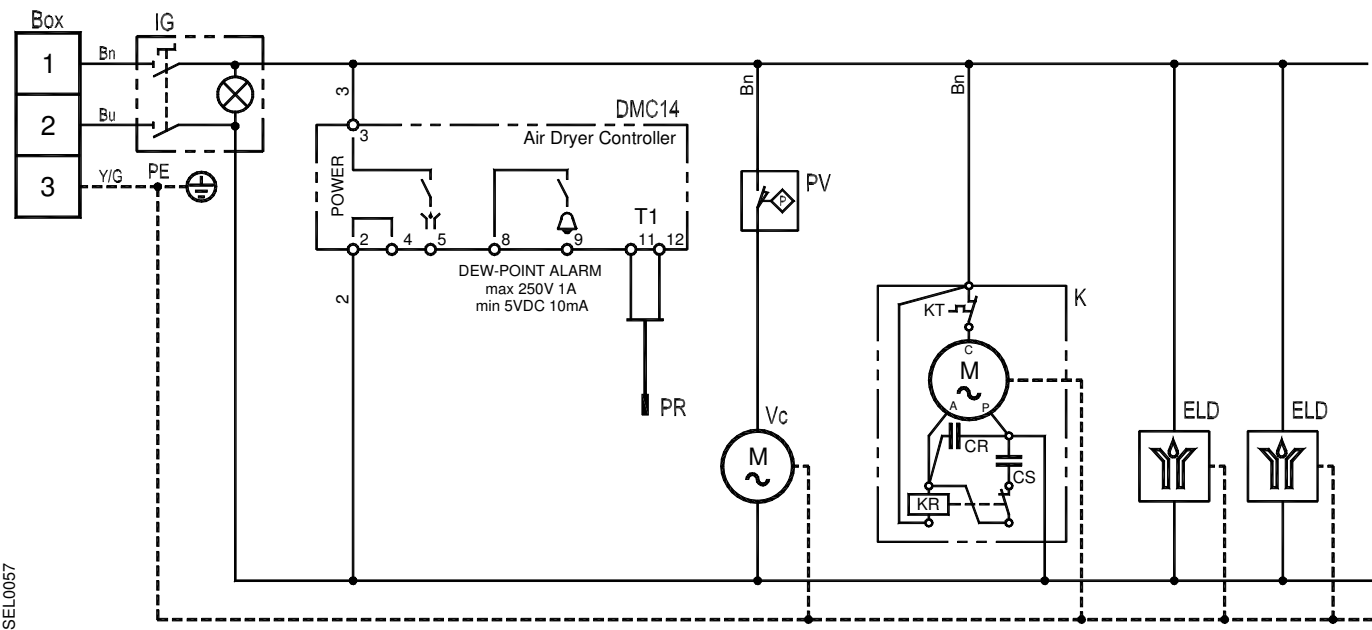 Box
IG
1
Bn
2
Bu
3
Y/G
PE
3
DMC14
3
Air Dryer Controller
POWER
T1
2
4
5
8
9
11
12
DEW-POINT ALARM
max 250V 1A
min 5VDC 10mA
2
PR
Bn
PV
P
Vc
M
Bn
K
KT
C
M
A
P
CR
CS
KR
ELD
ELD
SEL0057